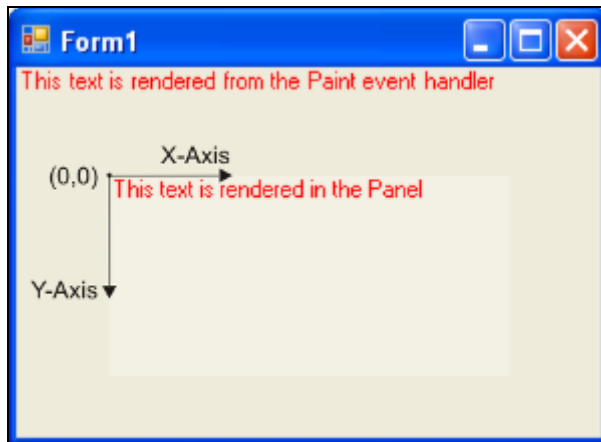 Form1
This text is rendered from the Paint event handler
X-Axis
(0,0)
This text is rendered in the Panel
Y-Axis